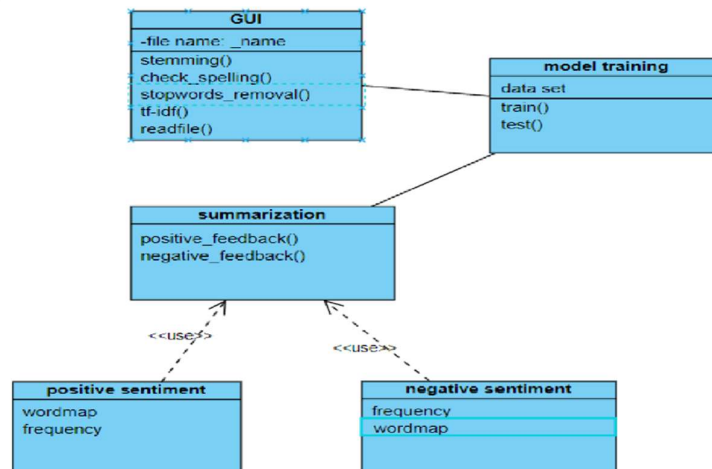 GUI
-file name: _name
stemming()
check_spelling()
stopwords_removal()
tf-idf()
readfile()
model training
data set
train()
test()
summarization
positive_feedback()
negative_feedback()
<<use>>
<<use>>
positive sentiment
wordmap
frequency
negative sentiment
frequency
wordmap